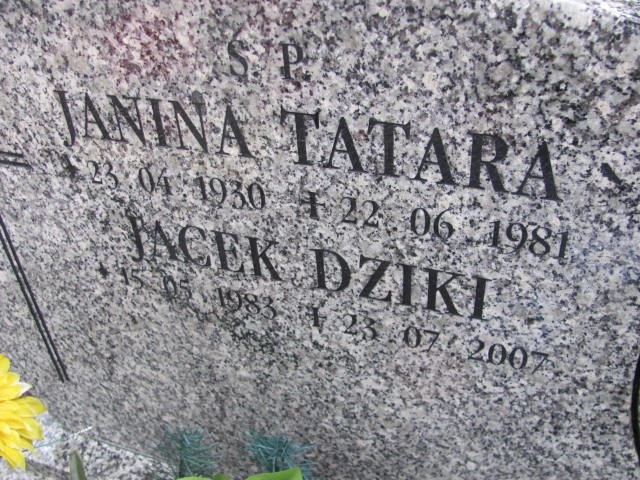 Ś P
JANINA TATARA
* 23 04 1930 † 22 06 1981
JACEK DZIKI
* 15 05 1983 † 23 07 2007